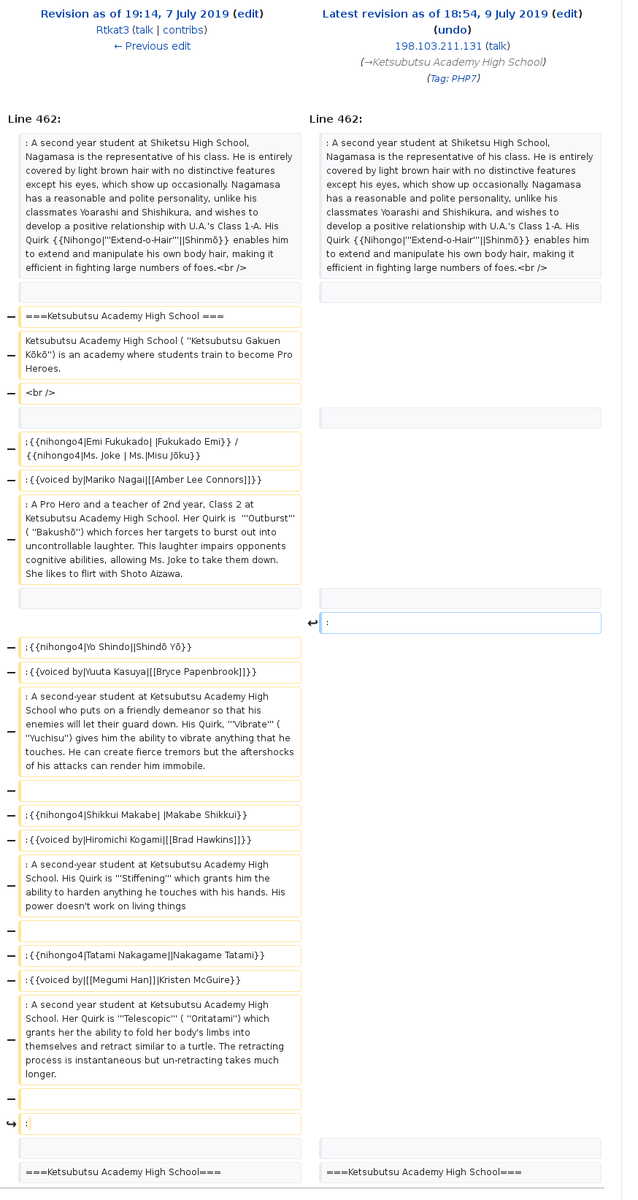 Revision as of 19:14, 7 July 2019 (edit)
Rtkat3 (talk | contribs)
← Previous edit
Latest revision as of 18:54, 9 July 2019 (edit)
(undo)
198.103.211.131 (talk)
(→Ketsubutsu Academy High School)
(Tag: PHP7)
Line 462:
Line 462:
: A second year student at Shiketsu High School,
Nagamasa is the representative of his class. He is entirely
covered by light brown hair with no distinctive features
except his eyes, which show up occasionally. Nagamasa
has a reasonable and polite personality, unlike his
classmates Yoarashi and Shishikura, and wishes to
develop a positive relationship with U.A.'s Class 1-A. His
Quirk {{Nihongo|'''Extend-o-Hair'''||Shinmō}} enables him
to extend and manipulate his own body hair, making it
efficient in fighting large numbers of foes.<br />
: A second year student at Shiketsu High School,
Nagamasa is the representative of his class. He is entirely
covered by light brown hair with no distinctive features
except his eyes, which show up occasionally. Nagamasa
has a reasonable and polite personality, unlike his
classmates Yoarashi and Shishikura, and wishes to
develop a positive relationship with U.A.'s Class 1-A. His
Quirk {{Nihongo|'''Extend-o-Hair'''||Shinmō}} enables him
to extend and manipulate his own body hair, making it
efficient in fighting large numbers of foes.<br />
− ===Ketsubutsu Academy High School ===
− Ketsubutsu Academy High School ( ''Ketsubutsu Gakuen
Kōkō'') is an academy where students train to become Pro
Heroes.
− <br />
− ;{{nihongo4|Emi Fukukado| |Fukukado Emi}} /
{{nihongo4|Ms. Joke | Ms.|Misu Jōku}}
− :{{voiced by|Mariko Nagai|[[Amber Lee Connors]]}}
− : A Pro Hero and a teacher of 2nd year, Class 2 at
Ketsubutsu Academy High School. Her Quirk is '''Outburst'''
( ''Bakushō'') which forces her targets to burst out into
uncontrollable laughter. This laughter impairs opponents
cognitive abilities, allowing Ms. Joke to take them down.
She likes to flirt with Shoto Aizawa.
↩ :
− ;{{nihongo4|Yo Shindo||Shindō Yō}}
− :{{voiced by|Yuuta Kasuya|[[Bryce Papenbrook]]}}
− : A second-year student at Ketsubutsu Academy High
School who puts on a friendly demeanor so that his
enemies will let their guard down. His Quirk, '''Vibrate''' (
''Yuchisu'') gives him the ability to vibrate anything that he
touches. He can create fierce tremors but the aftershocks
of his attacks can render him immobile.
−
− ;{{nihongo4|Shikkui Makabe| |Makabe Shikkui}}
− :{{voiced by|Hiromichi Kogami|[[Brad Hawkins]]}}
− : A second-year student at Ketsubutsu Academy High
School. His Quirk is '''Stiffening''' which grants him the
ability to harden anything he touches with his hands. His
power doesn't work on living things
−
− ;{{nihongo4|Tatami Nakagame||Nakagame Tatami}}
− :{{voiced by|[[Megumi Han]]|Kristen McGuire}}
− : A second year student at Ketsubutsu Academy High
School. Her Quirk is '''Telescopic''' ( ''Oritatami'') which
grants her the ability to fold her body's limbs into
themselves and retract similar to a turtle. The retracting
process is instantaneous but un-retracting takes much
longer.
−
↪ :
===Ketsubutsu Academy High School===
===Ketsubutsu Academy High School===